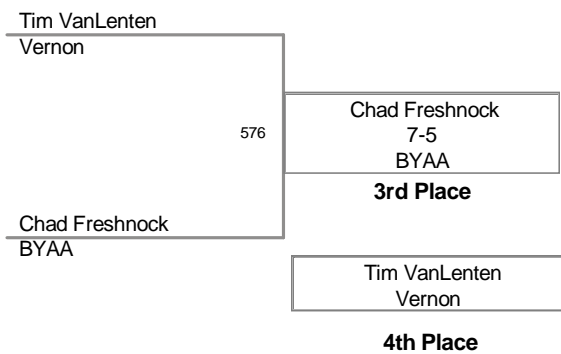 Tim VanLenten
Vernon
576
Chad Freshnock
7-5
BYAA
3rd Place
Chad Freshnock
BYAA
Tim VanLenten
Vernon
4th Place